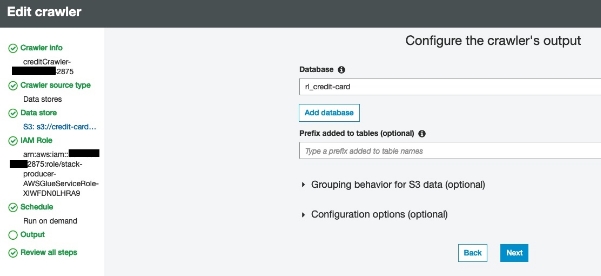 Edit crawler
Crawler info
creditCrawler-
2875
Crawler source type
Data stores
Data store
S3: s3://credit-card...
IAM Role
arn:aws:iam::
2875:role/stack-
producer-
AWSGlueServiceRole-
XIWFDN0LHRA9
Schedule
Run on demand
Output
Review all steps
Configure the crawler's output
Database
rl_credit-card
Add database
Prefix added to tables (optional)
Type a prefix added to table names
Grouping behavior for S3 data (optional)
Configuration options (optional)
Back
Next